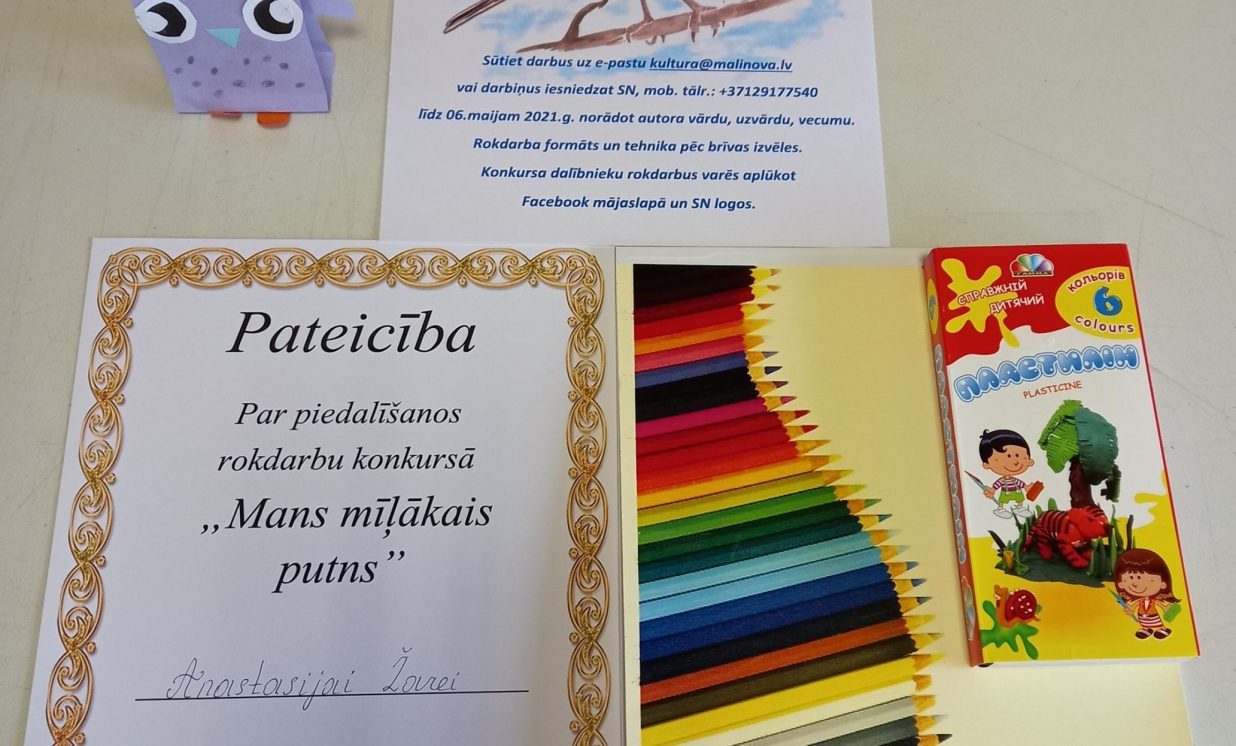 Sūtiet darbus uz e-pastu kultura@malinova.lv
vai darbiņus iesniedzat SN, mob. tālr.: +37129177540
līdz 06.maijam 2021.g. norādot autora vārdu, uzvārdu, vecumu.
Rokdarba formāts un tehnika pēc brīvas izvēles.
Konkursa dalībnieku rokdarbus varēs aplūkot
Facebook mājaslapā un SN logos.
Pateicība
Par piedalīšanos
rokdarbu konkursā
„Mans mīļākais
putns”
Anastasijai Žarei
ГАММА
СПРАВЖНІЙ
ДИТЯЧИЙ
кольорів
6
colours
ПЛАСТИЛІН
PLASTICINE